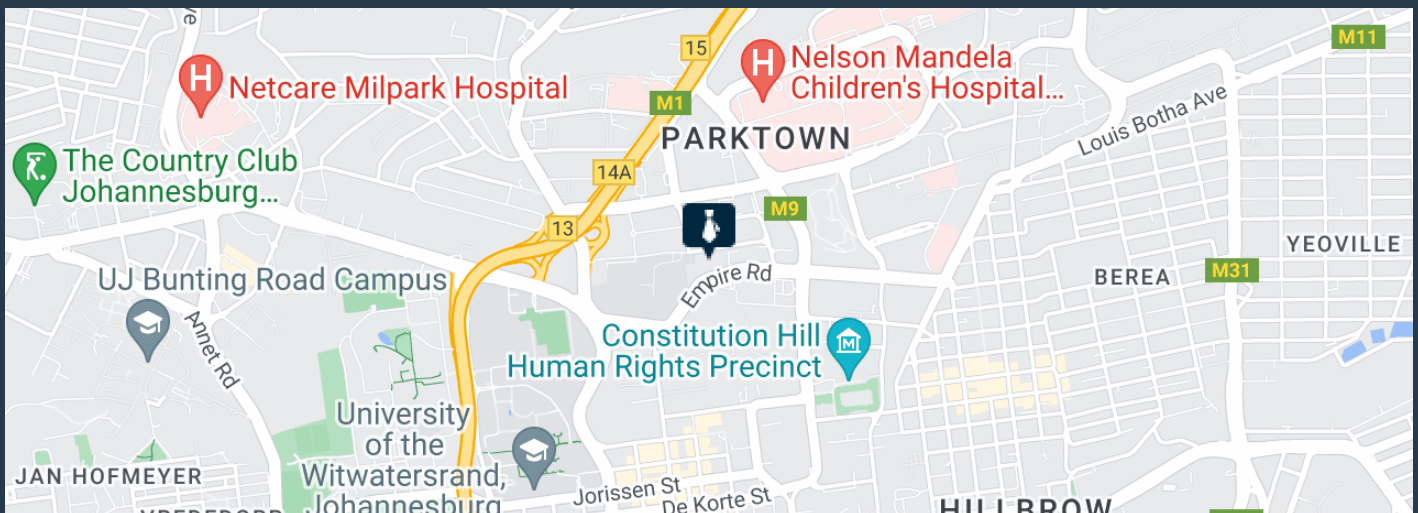 15
M11
Nelson Mandela
Children's Hospital...
Netcare Milpark Hospital
M1
Louis Botha Ave
PARKTOWN
The Country Club
Johannesburg...
14A
M9
13
YEOVILLE
UJ Bunting Road Campus
Empire Rd
BEREA
M31
Annet Rd
Constitution Hill
Human Rights Precinct
University
of the
Witwatersrand,
Johannesburg
JAN HOFMEYER
Jorissen St
De Korte St
HILLBROW